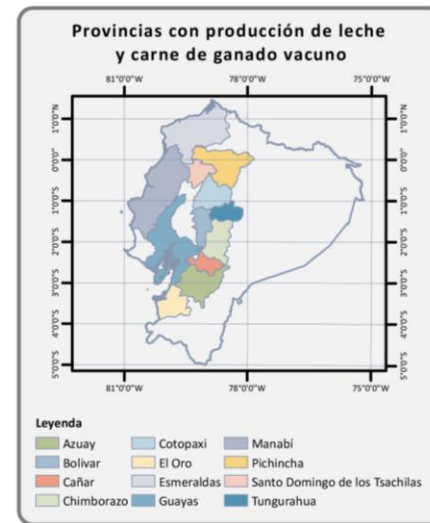 Provincias con producción de leche
y carne de ganado vacuno
81°0'0"W 78°0'0"W 75°0'0"W
1°0'0"N 1°0'0"N
0°0'0" 0°0'0"
1°0'0"S 1°0'0"S
2°0'0"S 2°0'0"S
3°0'0"S 3°0'0"S
4°0'0"S 4°0'0"S
5°0'0"S 5°0'0"S
81°0'0"W 78°0'0"W 75°0'0"W
Leyenda
Azuay Cotopaxi Manabí
Bolivar El Oro Pichincha
Cañar Esmeraldas Santo Domingo de los Tsachilas
Chimborazo Guayas Tungurahua